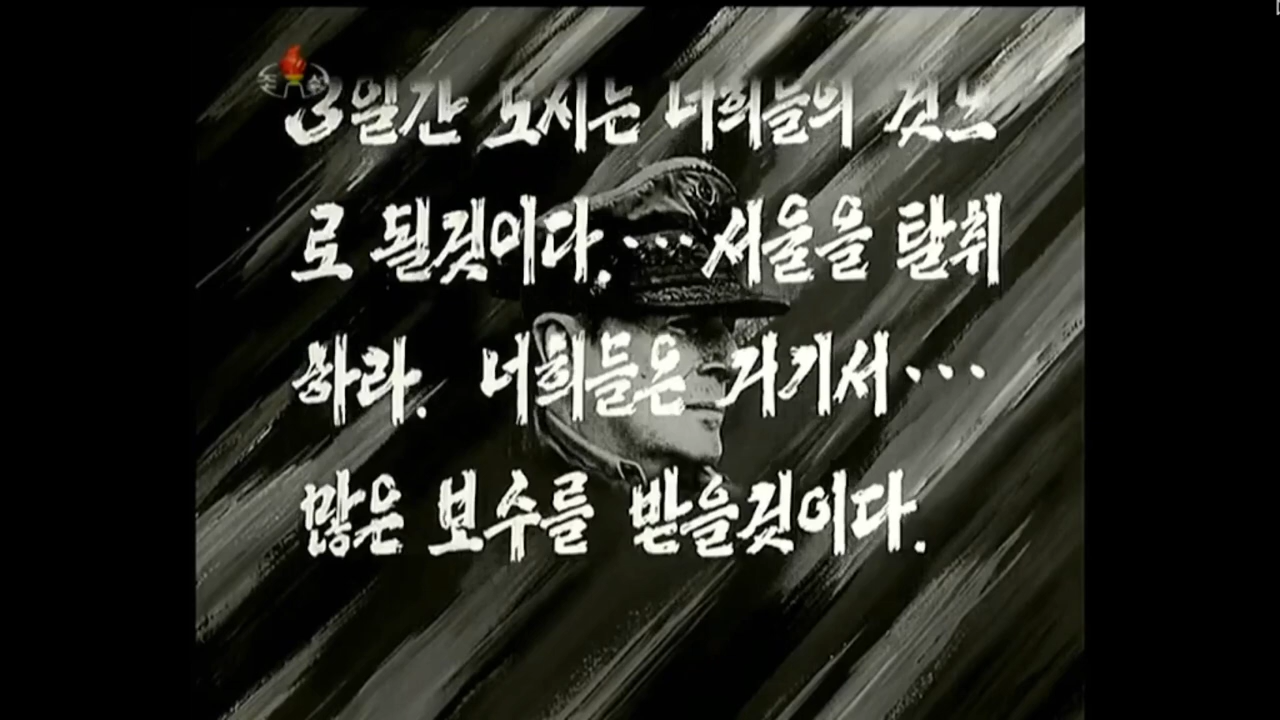 조 중
3일간 도시는 너희들의 것으
로 될것이다.…서울을 탈취
하라. 너희들은 거기서…
많은 보수를 받을것이다.